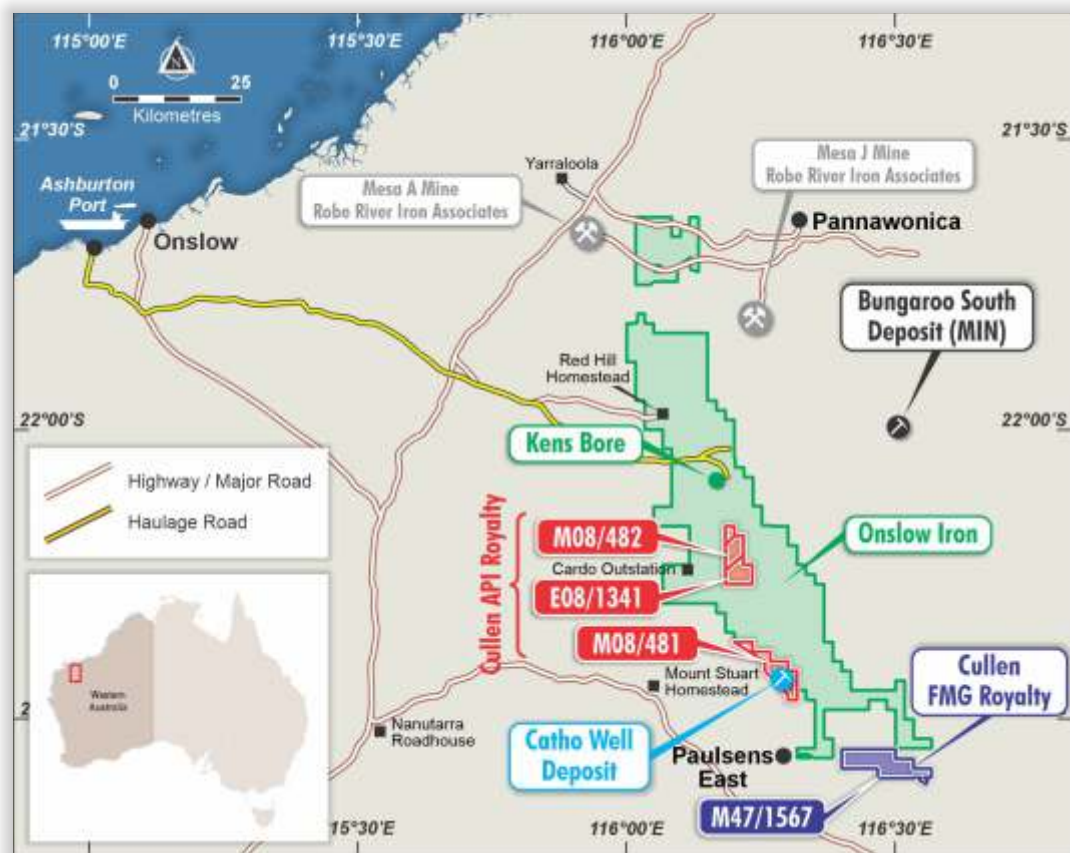 115°00'E
115°30'E
116°00'E
116°30'E
N
0 25
Kilometres
21°30'S
21°30'S
Ashburton
Port
Onslow
Yarraloola
Mesa A Mine
Robe River Iron Associates
Mesa J Mine
Robe River Iron Associates
Pannawonica
Bungaroo South
Deposit (MIN)
Red Hill
Homestead
22°00'S
22°00'S
Kens Bore
Highway / Major Road
Haulage Road
Cullen API Royalty
M08/482
Cardo Outstation
E08/1341
Onslow Iron
M08/481
Mount Stuart
Homestead
Cullen
FMG Royalty
Western
Australia
Nanutarra
Roadhouse
Catho Well
Deposit
Paulsens
East
M47/1567
15°30'E
116°00'E
116°30'E